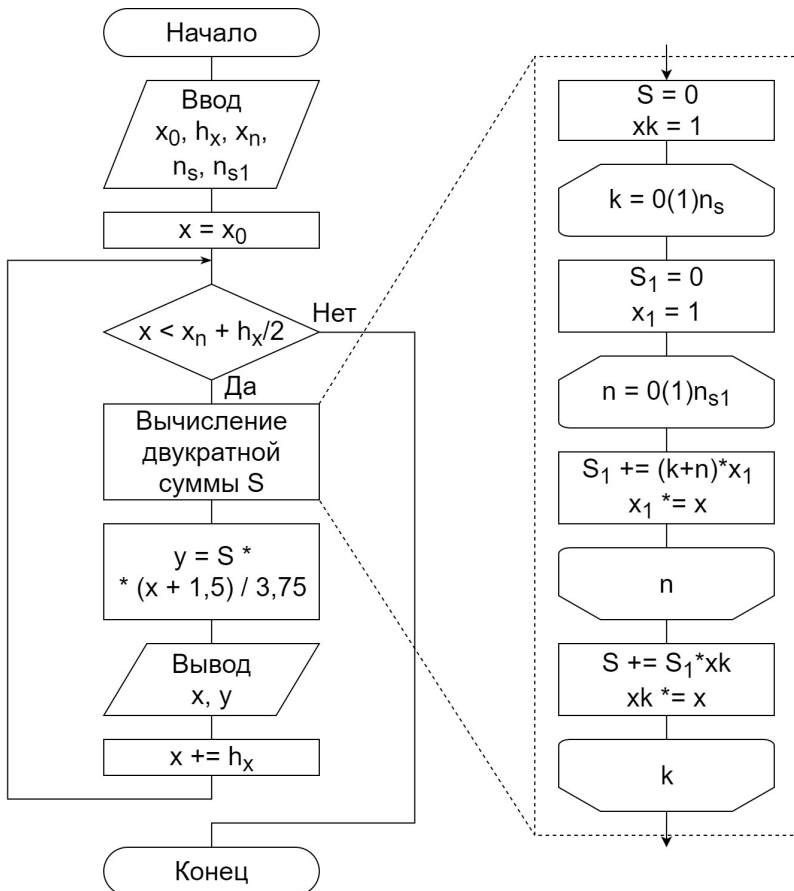 Начало
Ввод
x₀, hₓ, xₙ,
nₛ, nₛ₁
x = x₀
x < xₙ + hₓ/2
Нет
Да
Вычисление
двукратной
суммы S
y = S *
* (x + 1,5) / 3,75
Вывод
x, y
x += hₓ
Конец
S = 0
xk = 1
k = 0(1)nₛ
S₁ = 0
x₁ = 1
n = 0(1)nₛ₁
S₁ += (k+n)*x₁
x₁ *= x
n
S += S₁*xk
xk *= x
k